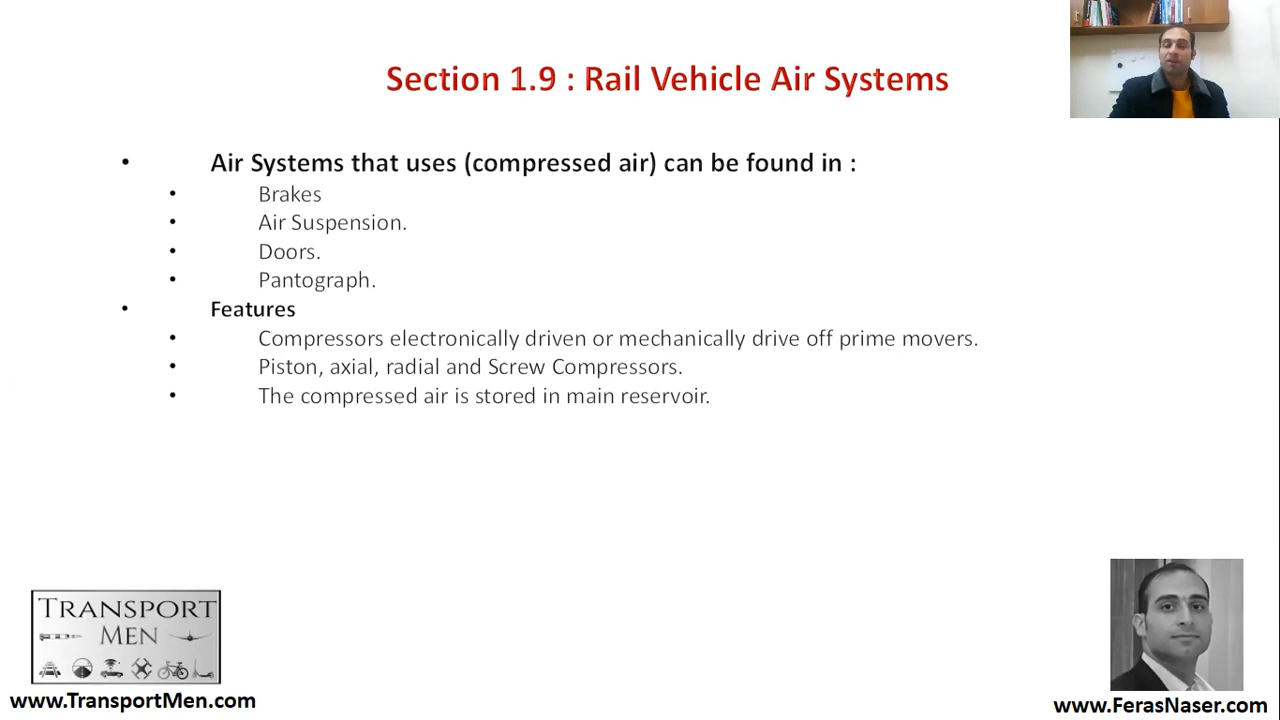 Section 1.9 : Rail Vehicle Air Systems
• Air Systems that uses (compressed air) can be found in :
• Brakes
• Air Suspension.
• Doors.
• Pantograph.
• Features
• Compressors electronically driven or mechanically drive off prime movers.
• Piston, axial, radial and Screw Compressors.
• The compressed air is stored in main reservoir.
TRANSPORT
MEN
www.TransportMen.com
www.FerasNaser.com